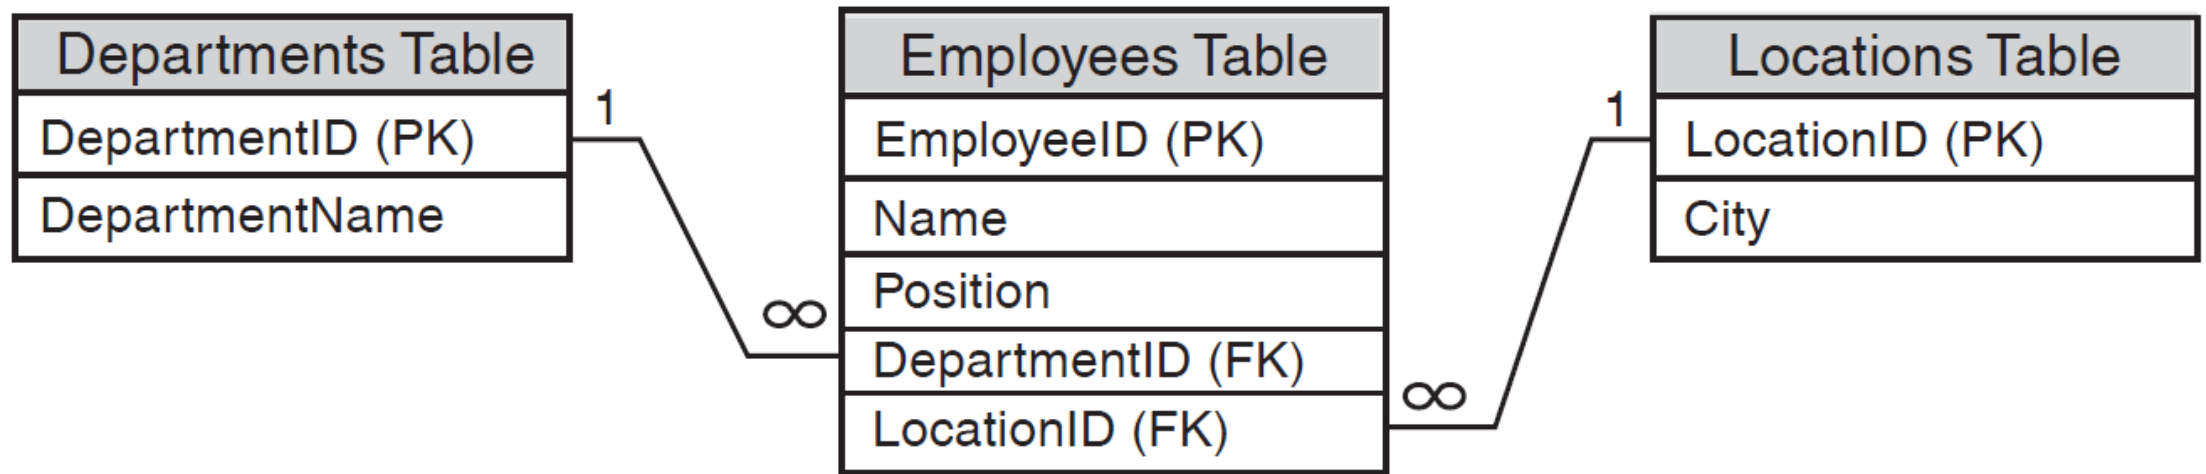 Departments Table
DepartmentID (PK)
DepartmentName
1
∞
Employees Table
EmployeeID (PK)
Name
Position
DepartmentID (FK)
LocationID (FK)
∞
1
Locations Table
LocationID (PK)
City